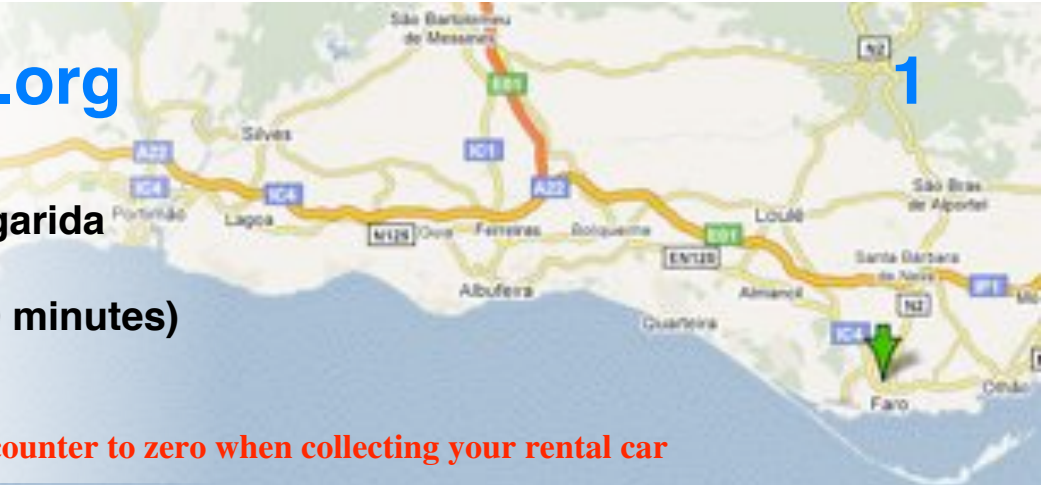 São Bartolomeu
de Messines
N2
.org
1
E01
Silves
A22
IC1
IC4
IC4
A22
São Bras
de Alportel
garida
Portimão
Lagoa
N125
Guia
Ferreiras
Boliqueime
Loulé
E01
EN125
Santa Bárbara
de Nexe
IP1
Albufeira
Almancil
N2
minutes)
Quarteira
IC4
Olhão
Faro
counter to zero when collecting your rental car